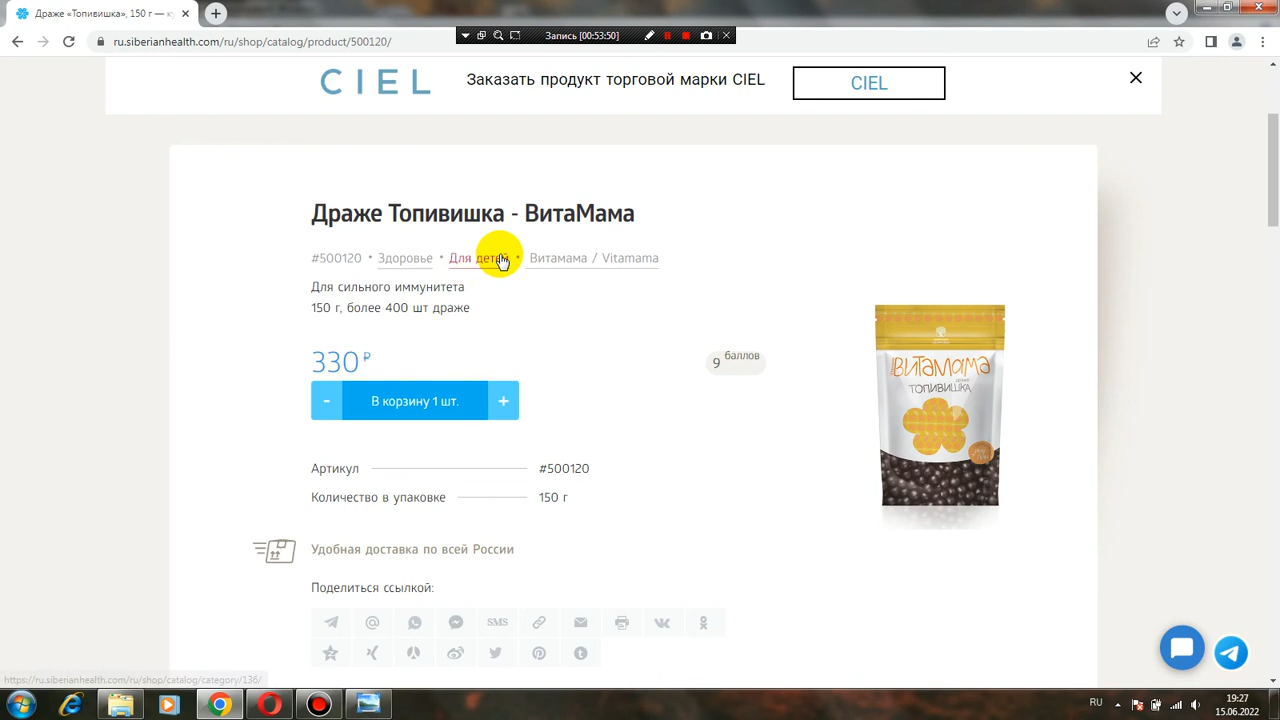 Драже Топивишка», 150 г — ку
ru.siberianhealth.com/ru/shop/catalog/product/500120/
Запись [00:53:50]
CIEL
Заказать продукт торговой марки CIEL
CIEL
Драже Топивишка - ВитаМама
#500120 • Здоровье • Для детей • Витамама / Vitamama
Для сильного иммунитета
150 г, более 400 шт драже
330 ₽
9 баллов
- В корзину 1 шт. +
ВИТАМАМА
ДРАЖЕ
ТОПИВИШКА
Артикул #500120
Количество в упаковке 150 г
Удобная доставка по всей России
Поделиться ссылкой:
SMS
https://ru.siberianhealth.com/ru/shop/catalog/category/136/
RU
19:27
15.06.2022